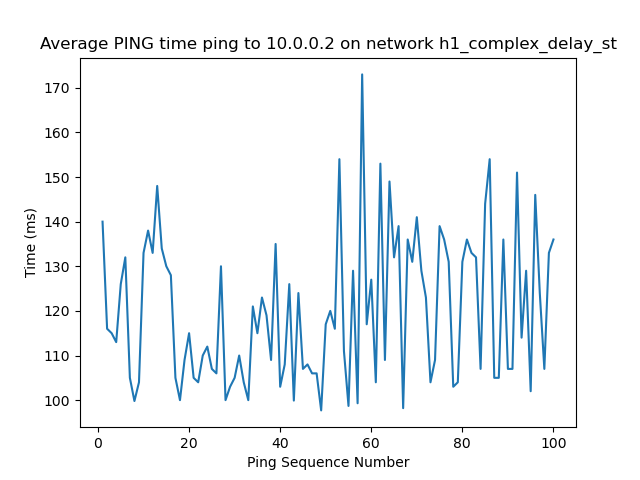 Average PING time ping to 10.0.0.2 on network h1_complex_delay_st
170
160
150
140
130
120
110
100
Time (ms)
0 20 40 60 80 100
Ping Sequence Number